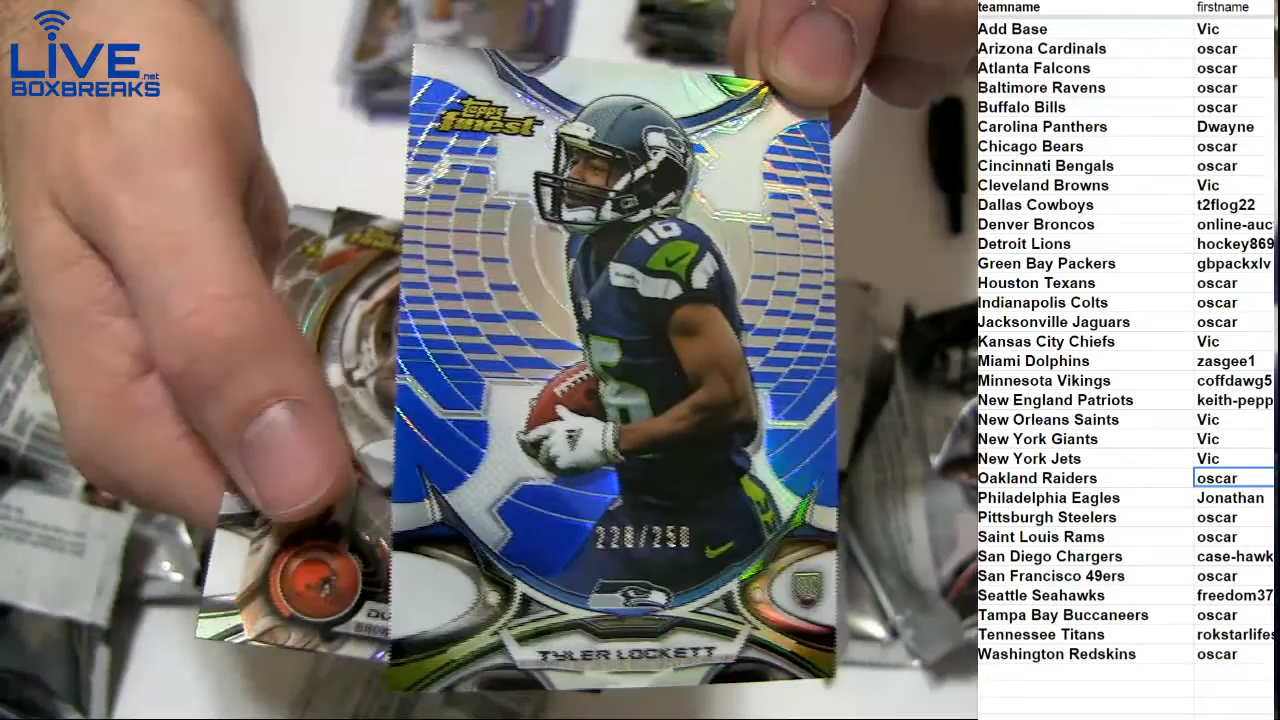 LIVE
.net
BOXBREAKS
Topps
finest
16
228/250
TYLER LOCKETT
teamname firstname
Add Base Vic
Arizona Cardinals oscar
Atlanta Falcons oscar
Baltimore Ravens oscar
Buffalo Bills oscar
Carolina Panthers Dwayne
Chicago Bears oscar
Cincinnati Bengals oscar
Cleveland Browns Vic
Dallas Cowboys t2flog22
Denver Broncos online-auc
Detroit Lions hockey869
Green Bay Packers gbpackxlv
Houston Texans oscar
Indianapolis Colts oscar
Jacksonville Jaguars oscar
Kansas City Chiefs Vic
Miami Dolphins zasgee1
Minnesota Vikings coffdawg5
New England Patriots keith-pepp
New Orleans Saints Vic
New York Giants Vic
New York Jets Vic
Oakland Raiders oscar
Philadelphia Eagles Jonathan
Pittsburgh Steelers oscar
Saint Louis Rams oscar
San Diego Chargers case-hawk
San Francisco 49ers oscar
Seattle Seahawks freedom37
Tampa Bay Buccaneers oscar
Tennessee Titans rokstarlifes
Washington Redskins oscar